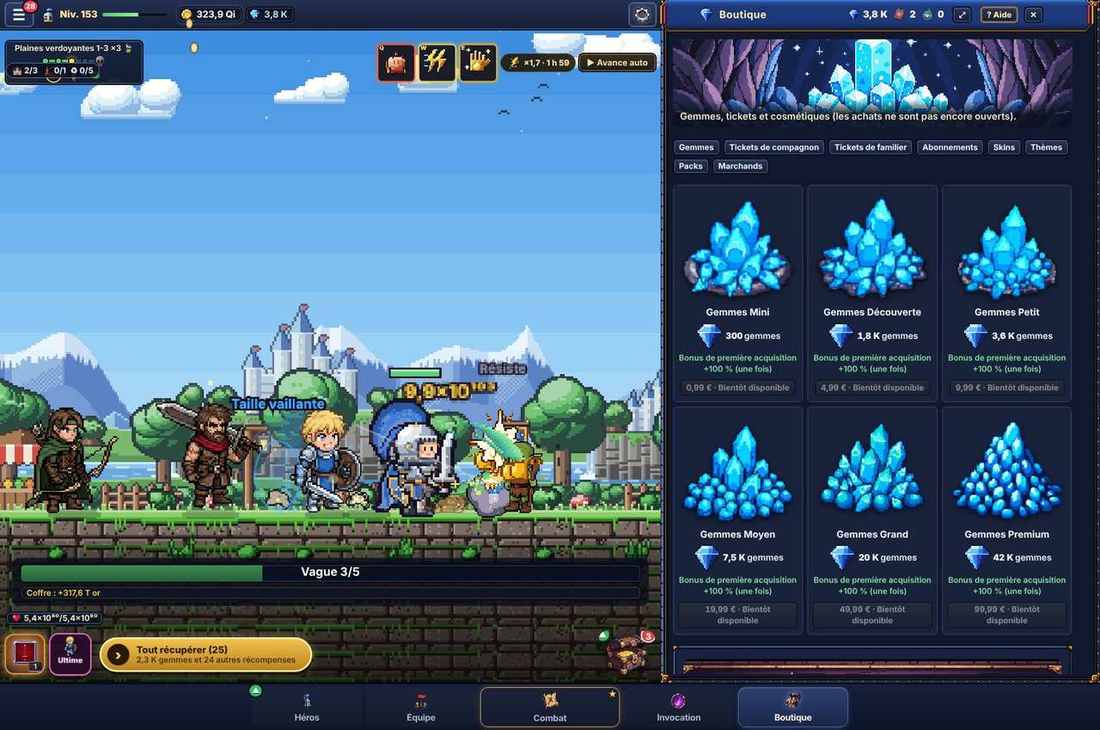 28
Niv. 153
323,9 Qi
3,8 K
Plaines verdoyantes 1-3 ×3
2/3
0/1
0/5
Q
W
×1,7 · 1 h 59
Avance auto
Taille vaillante
Résiste
Vague 3/5
Coffre : +317,6 T or
1
Ultime
Tout récupérer (25)
2,3 K gemmes et 24 autres récompenses
3
Boutique
3,8 K
2
0
? Aide
Gemmes, tickets et cosmétiques (les achats ne sont pas encore ouverts).
Gemmes
Tickets de compagnon
Tickets de familier
Abonnements
Skins
Thèmes
Packs
Marchands
Gemmes Mini
300 gemmes
Bonus de première acquisition
+100 % (une fois)
0,99 € · Bientôt disponible
Gemmes Découverte
1,8 K gemmes
Bonus de première acquisition
+100 % (une fois)
4,99 € · Bientôt disponible
Gemmes Petit
3,6 K gemmes
Bonus de première acquisition
+100 % (une fois)
9,99 € · Bientôt disponible
Gemmes Moyen
7,5 K gemmes
Bonus de première acquisition
+100 % (une fois)
19,99 € · Bientôt
disponible
Gemmes Grand
20 K gemmes
Bonus de première acquisition
+100 % (une fois)
49,99 € · Bientôt
disponible
Gemmes Premium
42 K gemmes
Bonus de première acquisition
+100 % (une fois)
99,99 € · Bientôt
disponible
Héros
Équipe
Combat
Invocation
Boutique